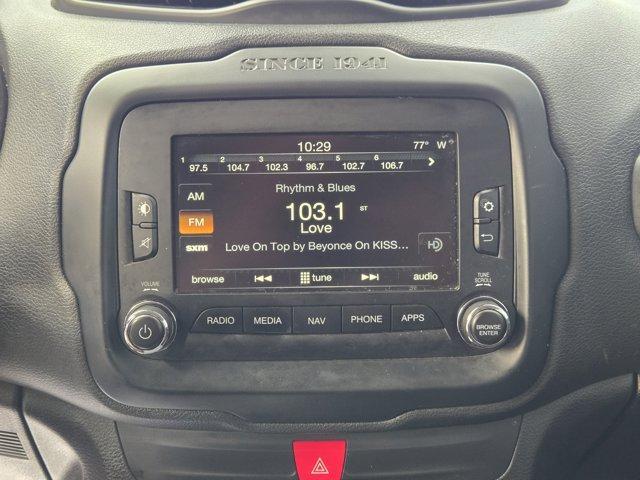 SINCE 1941
10:29 77° W
1 2 3 4 5 6
97.5 104.7 102.3 96.7 102.7 106.7
AM
Rhythm & Blues
FM
103.1 ST
Love
sxm
Love On Top by Beyonce On KISS...
HD
browse tune audio
VOLUME
TUNE
SCROLL
RADIO MEDIA NAV PHONE APPS
BROWSE
ENTER